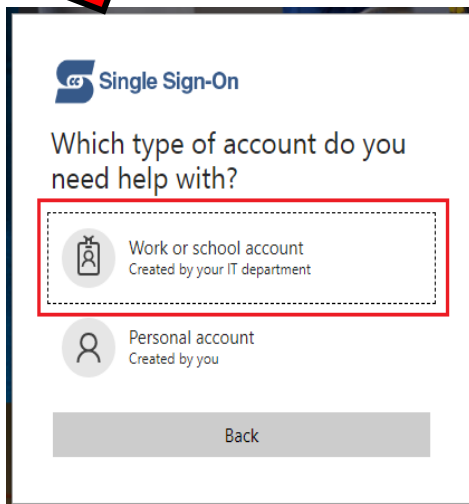 cc Single Sign-On
Which type of account do you
need help with?
Work or school account
Created by your IT department
Personal account
Created by you
Back